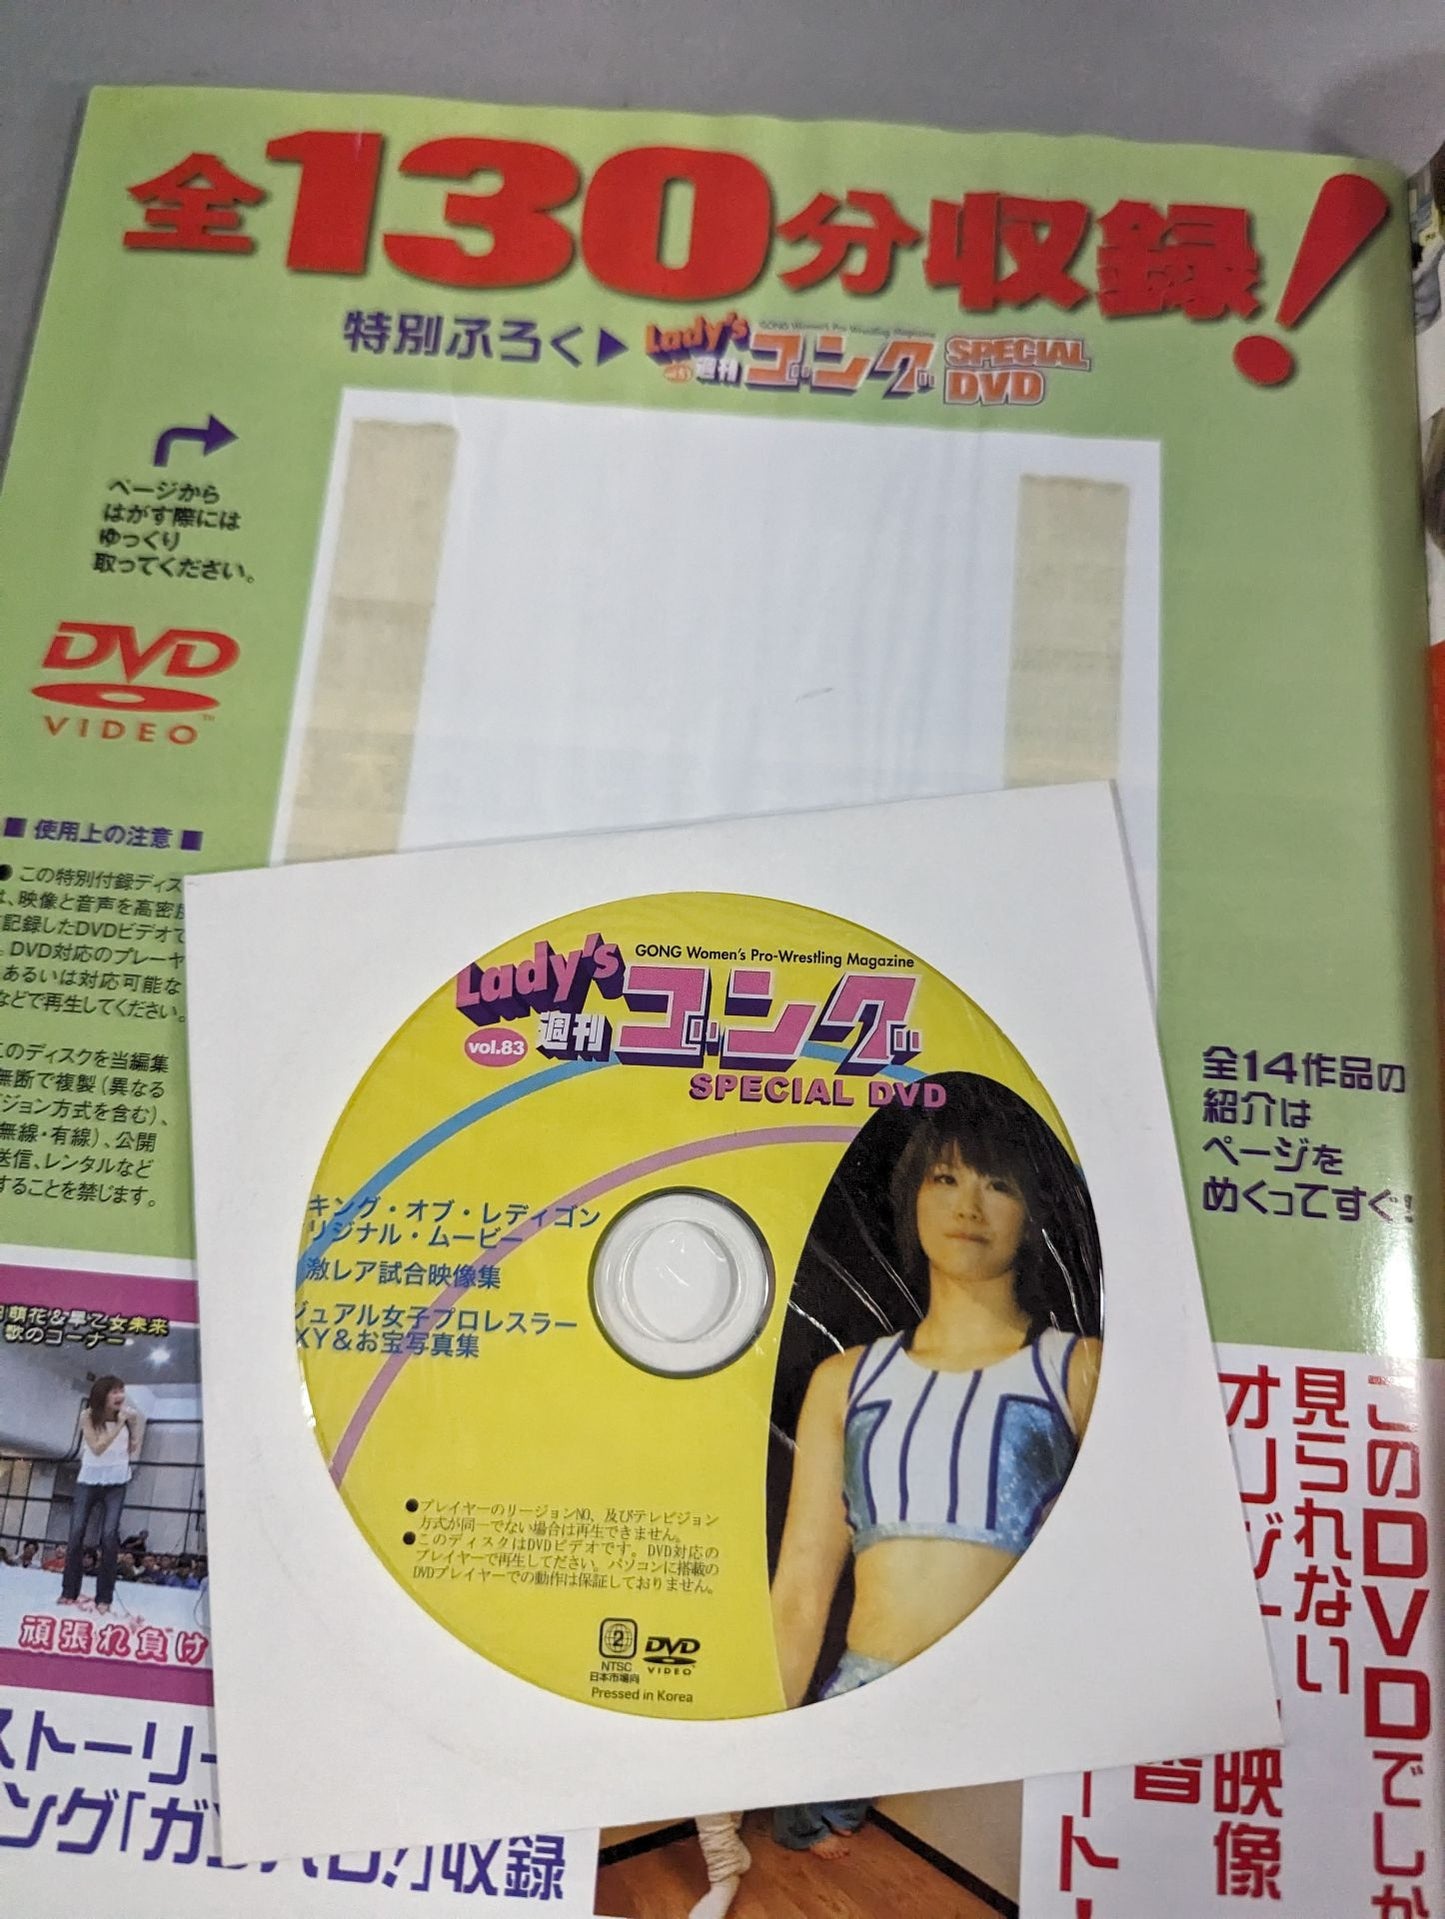 全130分収録!
特別ふろく▶ Lady's 週刊ゴング GONG Women's Pro-Wrestling Magazine SPECIAL DVD
ページから
はがす際には
ゆっくり
取ってください。
DVD
VIDEO™
■ 使用上の注意 ■
● この特別付録ディス
、映像と音声を高密度
記録したDVDビデオで
。DVD対応のプレーヤ
あるいは対応可能な
などで再生してください。
このディスクを当編集
無断で複製(異なる
ジョン方式を含む)、
無線・有線)、公開
送信、レンタルなど
することを禁じます。
萌花&早乙女未来
歌のコーナー
頑張れ負け
ストーリー
ング「ガンバロ!」収録
Lady's 週刊ゴング
GONG Women's Pro-Wrestling Magazine
vol.83
SPECIAL DVD
キング・オブ・レディゴン
リジナル・ムービー
激レア試合映像集
ジュアル女子プロレスラー
XY&お宝写真集
●プレイヤーのリージョンNO、及びテレビジョン
方式が同一でない場合は再生できません。
●このディスクはDVDビデオです。DVD対応の
プレイヤーで再生してださい。パソコンに搭載の
DVDプレイヤーでの動作は保証しておりません。
2
NTSC
日本市場向
DVD
VIDEO
Pressed in Korea
全14作品の
紹介は
ページを
めくってすぐ!
このDVDでしか
見られない
オリジ
映像
ート!